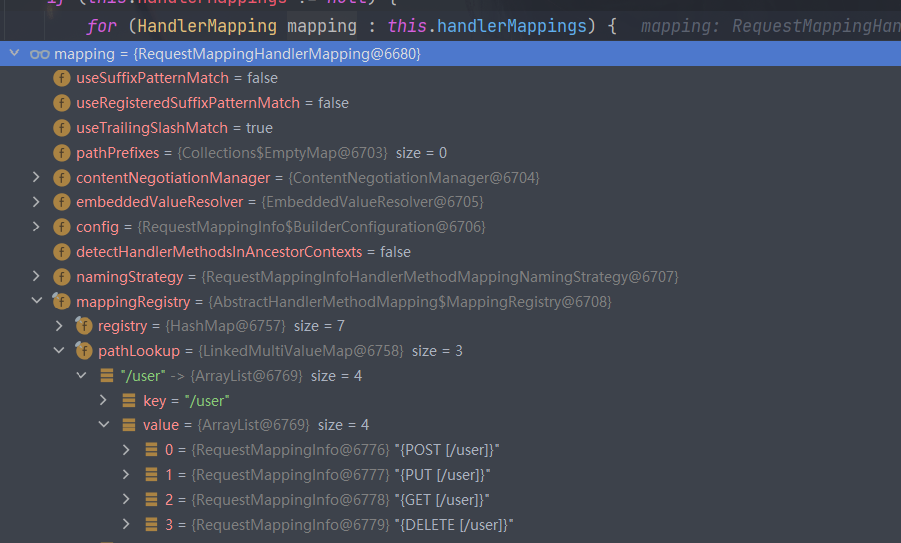 if (this.handlerMappings != null) {
for (HandlerMapping mapping : this.handlerMappings) { mapping: RequestMappingHan
mapping = {RequestMappingHandlerMapping@6680}
f useSuffixPatternMatch = false
f useRegisteredSuffixPatternMatch = false
f useTrailingSlashMatch = true
f pathPrefixes = {Collections$EmptyMap@6703} size = 0
f contentNegotiationManager = {ContentNegotiationManager@6704}
f embeddedValueResolver = {EmbeddedValueResolver@6705}
f config = {RequestMappingInfo$BuilderConfiguration@6706}
f detectHandlerMethodsInAncestorContexts = false
f namingStrategy = {RequestMappingInfoHandlerMethodMappingNamingStrategy@6707}
f mappingRegistry = {AbstractHandlerMethodMapping$MappingRegistry@6708}
f registry = {HashMap@6757} size = 7
f pathLookup = {LinkedMultiValueMap@6758} size = 3
"/user" -> {ArrayList@6769} size = 4
key = "/user"
value = {ArrayList@6769} size = 4
0 = {RequestMappingInfo@6776} "{POST [/user]}"
1 = {RequestMappingInfo@6777} "{PUT [/user]}"
2 = {RequestMappingInfo@6778} "{GET [/user]}"
3 = {RequestMappingInfo@6779} "{DELETE [/user]}"